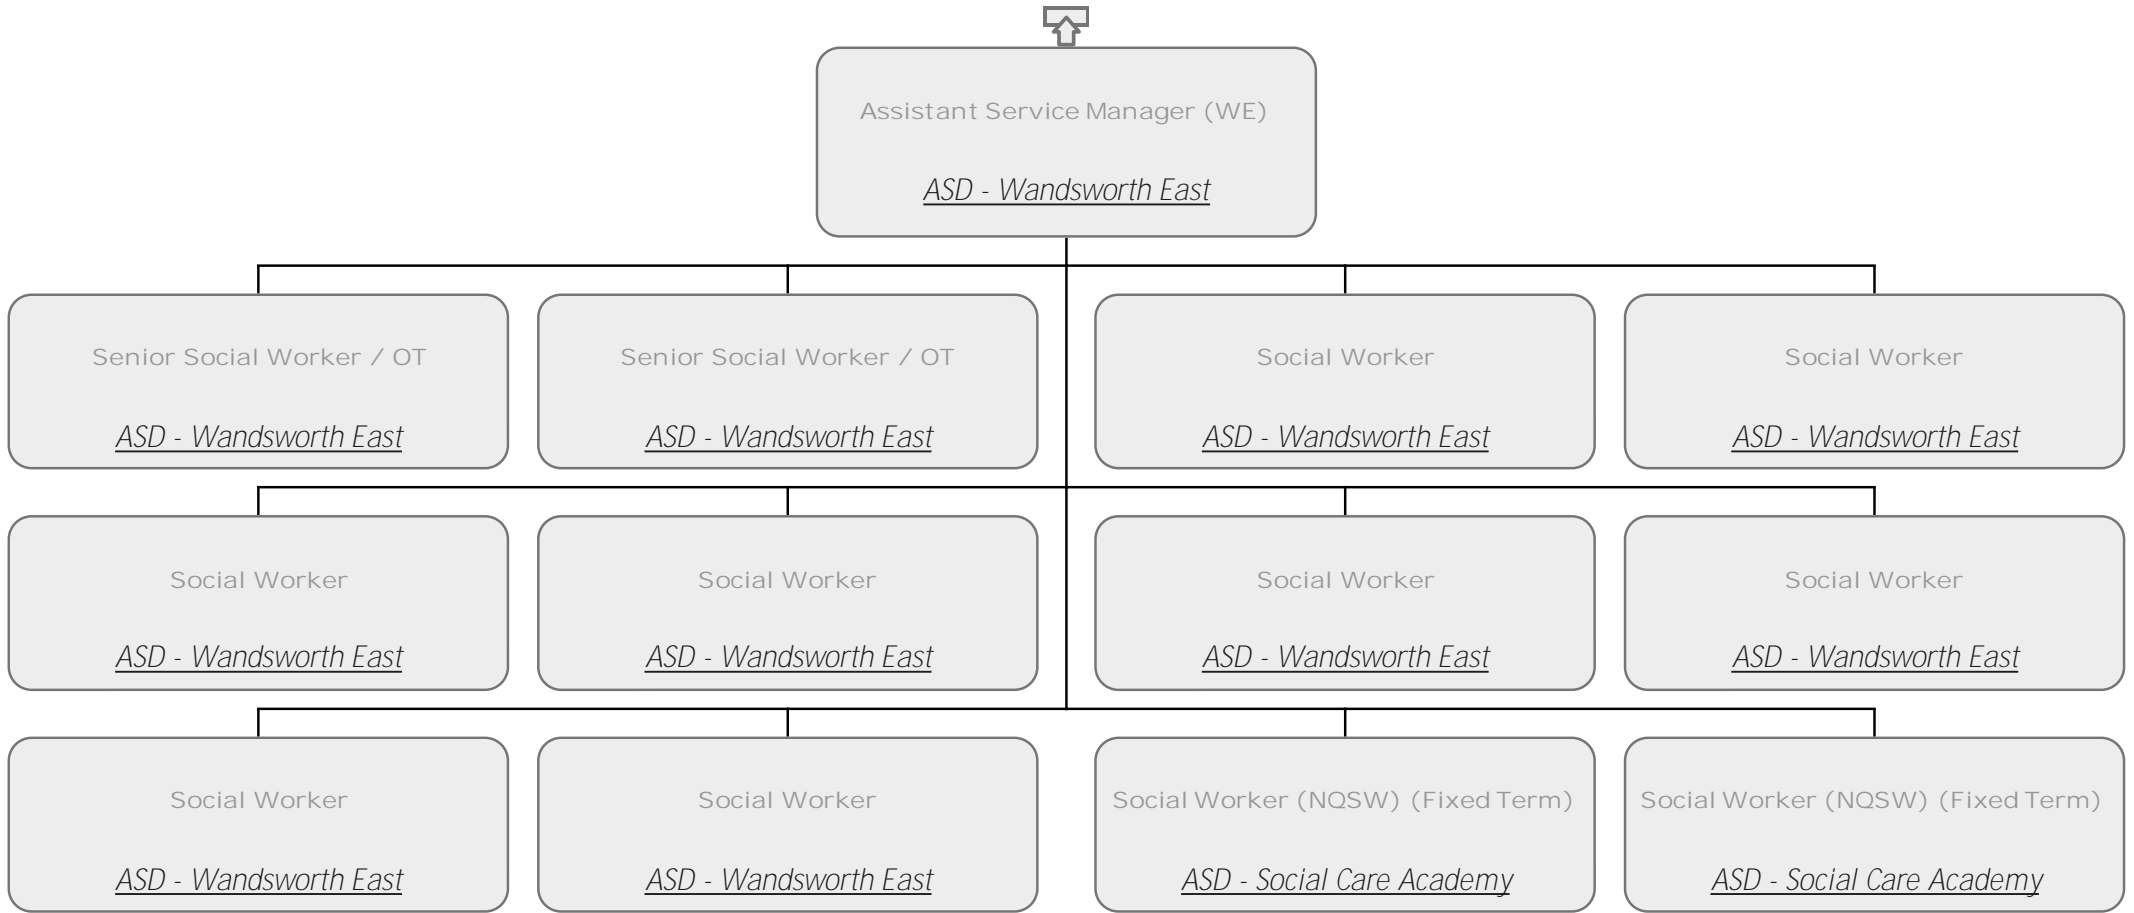 Assistant Service Manager (WE)
ASD - Wandsworth East
Senior Social Worker / OT
ASD - Wandsworth East
Senior Social Worker / OT
ASD - Wandsworth East
Social Worker
ASD - Wandsworth East
Social Worker
ASD - Wandsworth East
Social Worker
ASD - Wandsworth East
Social Worker
ASD - Wandsworth East
Social Worker
ASD - Wandsworth East
Social Worker
ASD - Wandsworth East
Social Worker
ASD - Wandsworth East
Social Worker
ASD - Wandsworth East
Social Worker (NQSW) (Fixed Term)
ASD - Social Care Academy
Social Worker (NQSW) (Fixed Term)
ASD - Social Care Academy